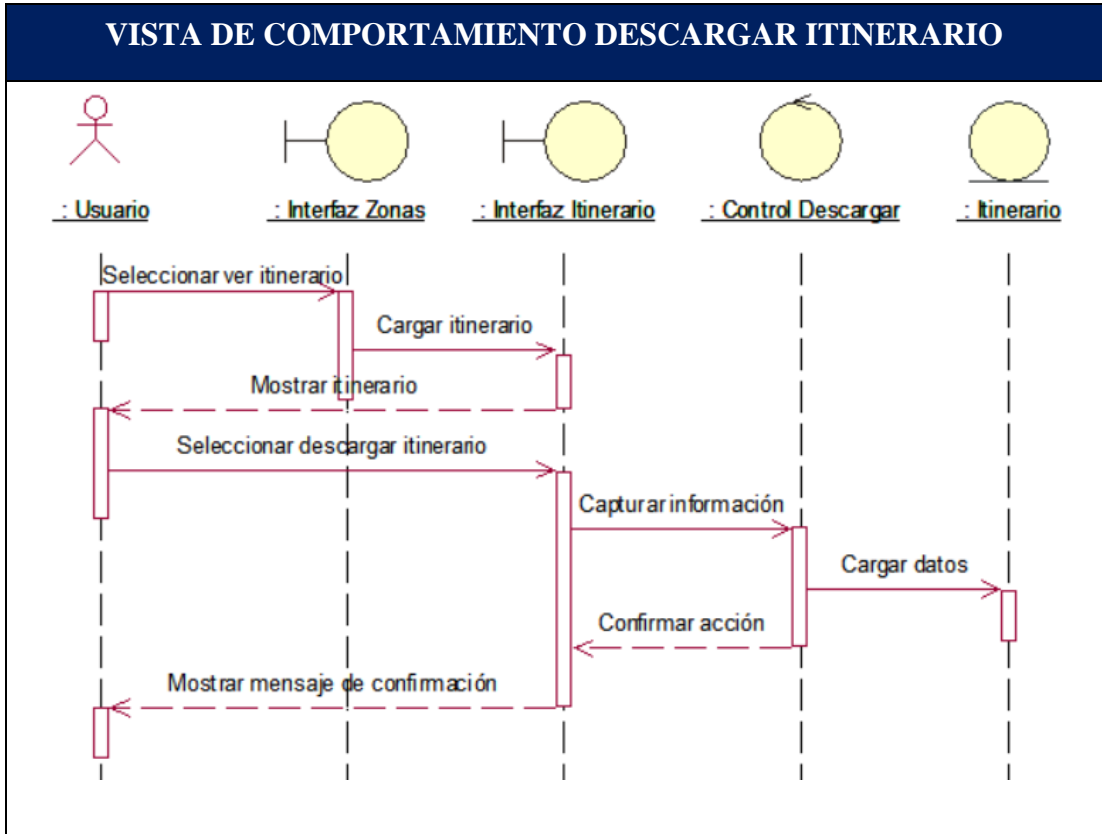 VISTA DE COMPORTAMIENTO DESCARGAR ITINERARIO
: Usuario
: Interfaz Zonas
: Interfaz Itinerario
: Control Descargar
: Itinerario
Seleccionar ver itinerario
Cargar itinerario
Mostrar itinerario
Seleccionar descargar itinerario
Capturar información
Cargar datos
Confirmar acción
Mostrar mensaje de confirmación